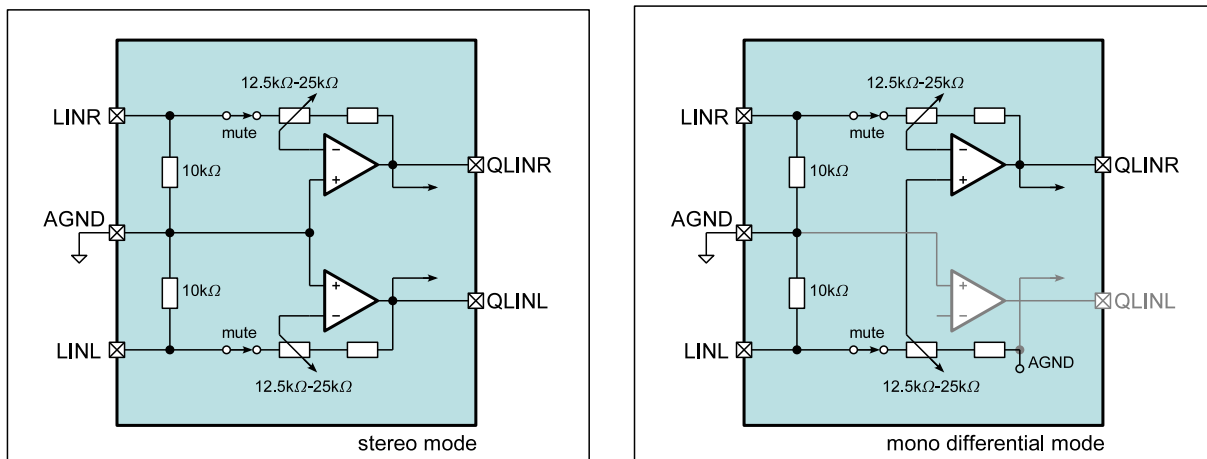 12.5kΩ-25kΩ
LINR
mute
10kΩ
QLINR
AGND
10kΩ
QLINL
mute
LINL
12.5kΩ-25kΩ
stereo mode
12.5kΩ-25kΩ
LINR
mute
10kΩ
QLINR
AGND
10kΩ
QLINL
mute
LINL
AGND
12.5kΩ-25kΩ
mono differential mode